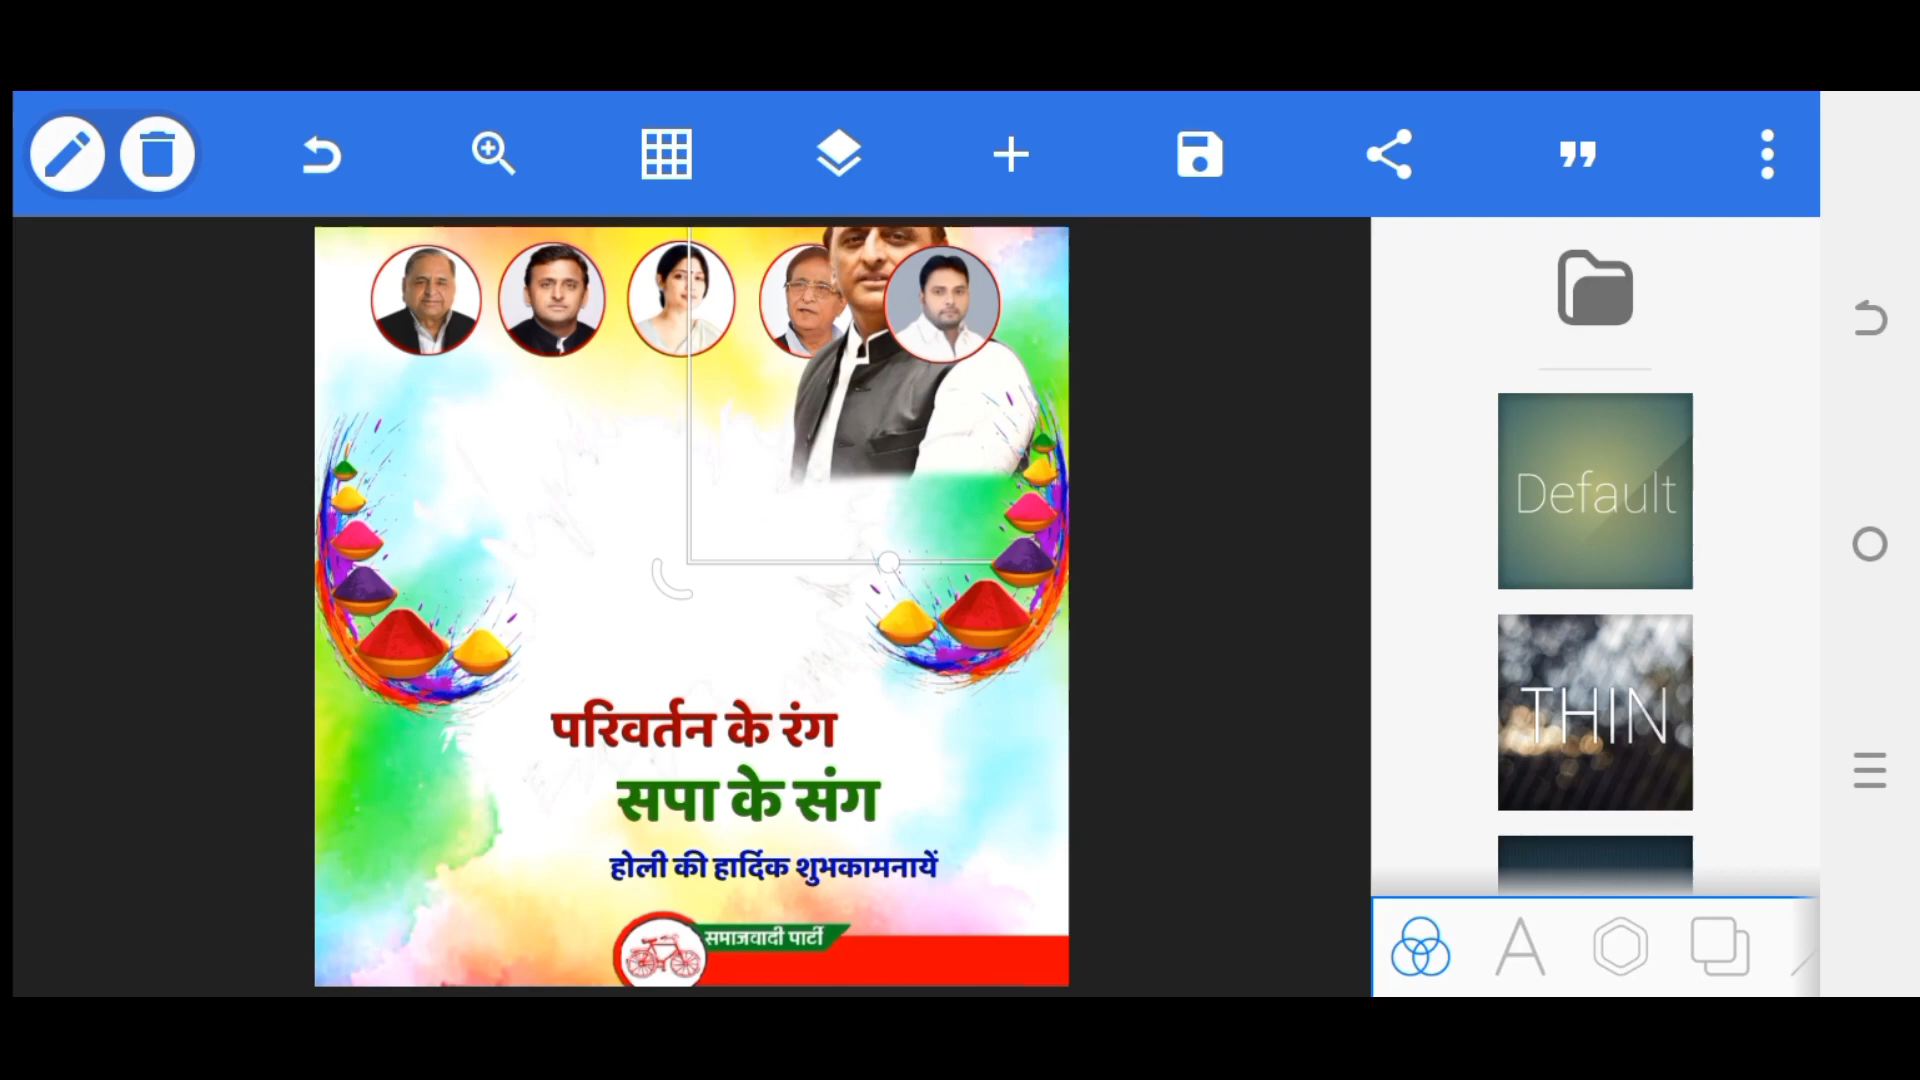 Default
THIN
परिवर्तन के रंग
सपा के संग
होली की हार्दिक शुभकामनायें
समाजवादी पार्टी